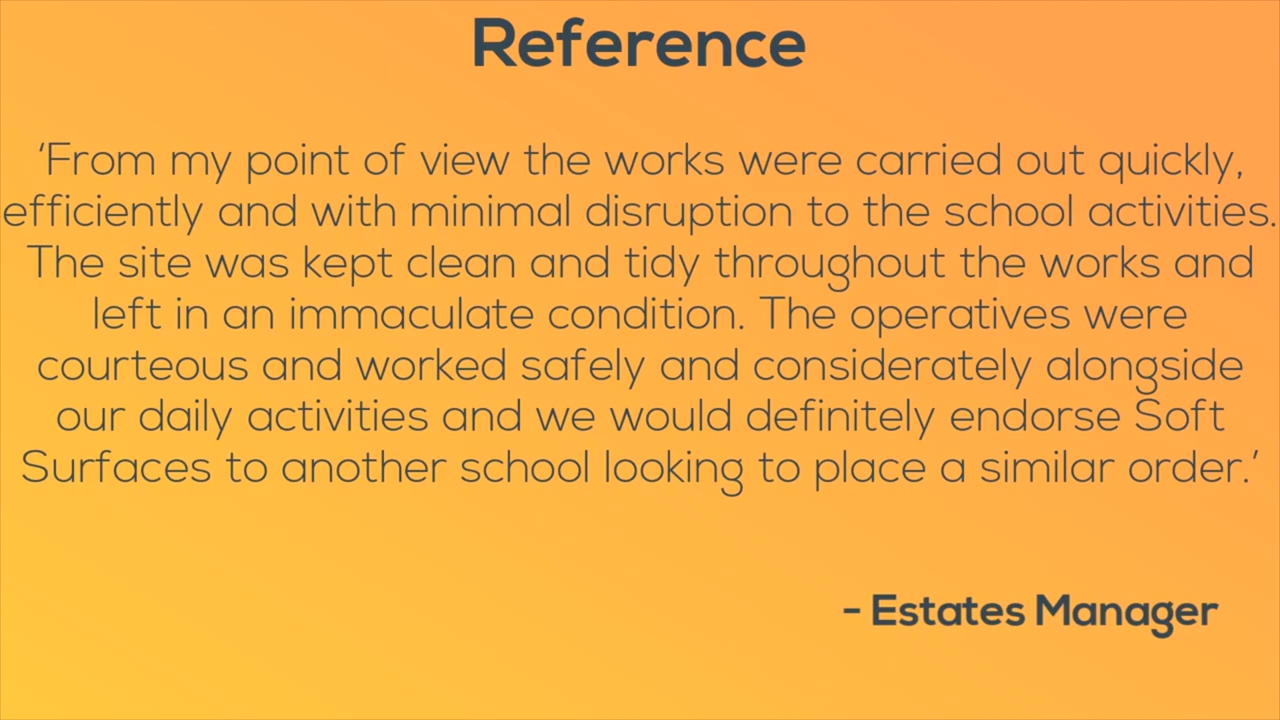 Reference
‘From my point of view the works were carried out quickly,
efficiently and with minimal disruption to the school activities.
The site was kept clean and tidy throughout the works and
left in an immaculate condition. The operatives were
courteous and worked safely and considerately alongside
our daily activities and we would definitely endorse Soft
Surfaces to another school looking to place a similar order.’
- Estates Manager